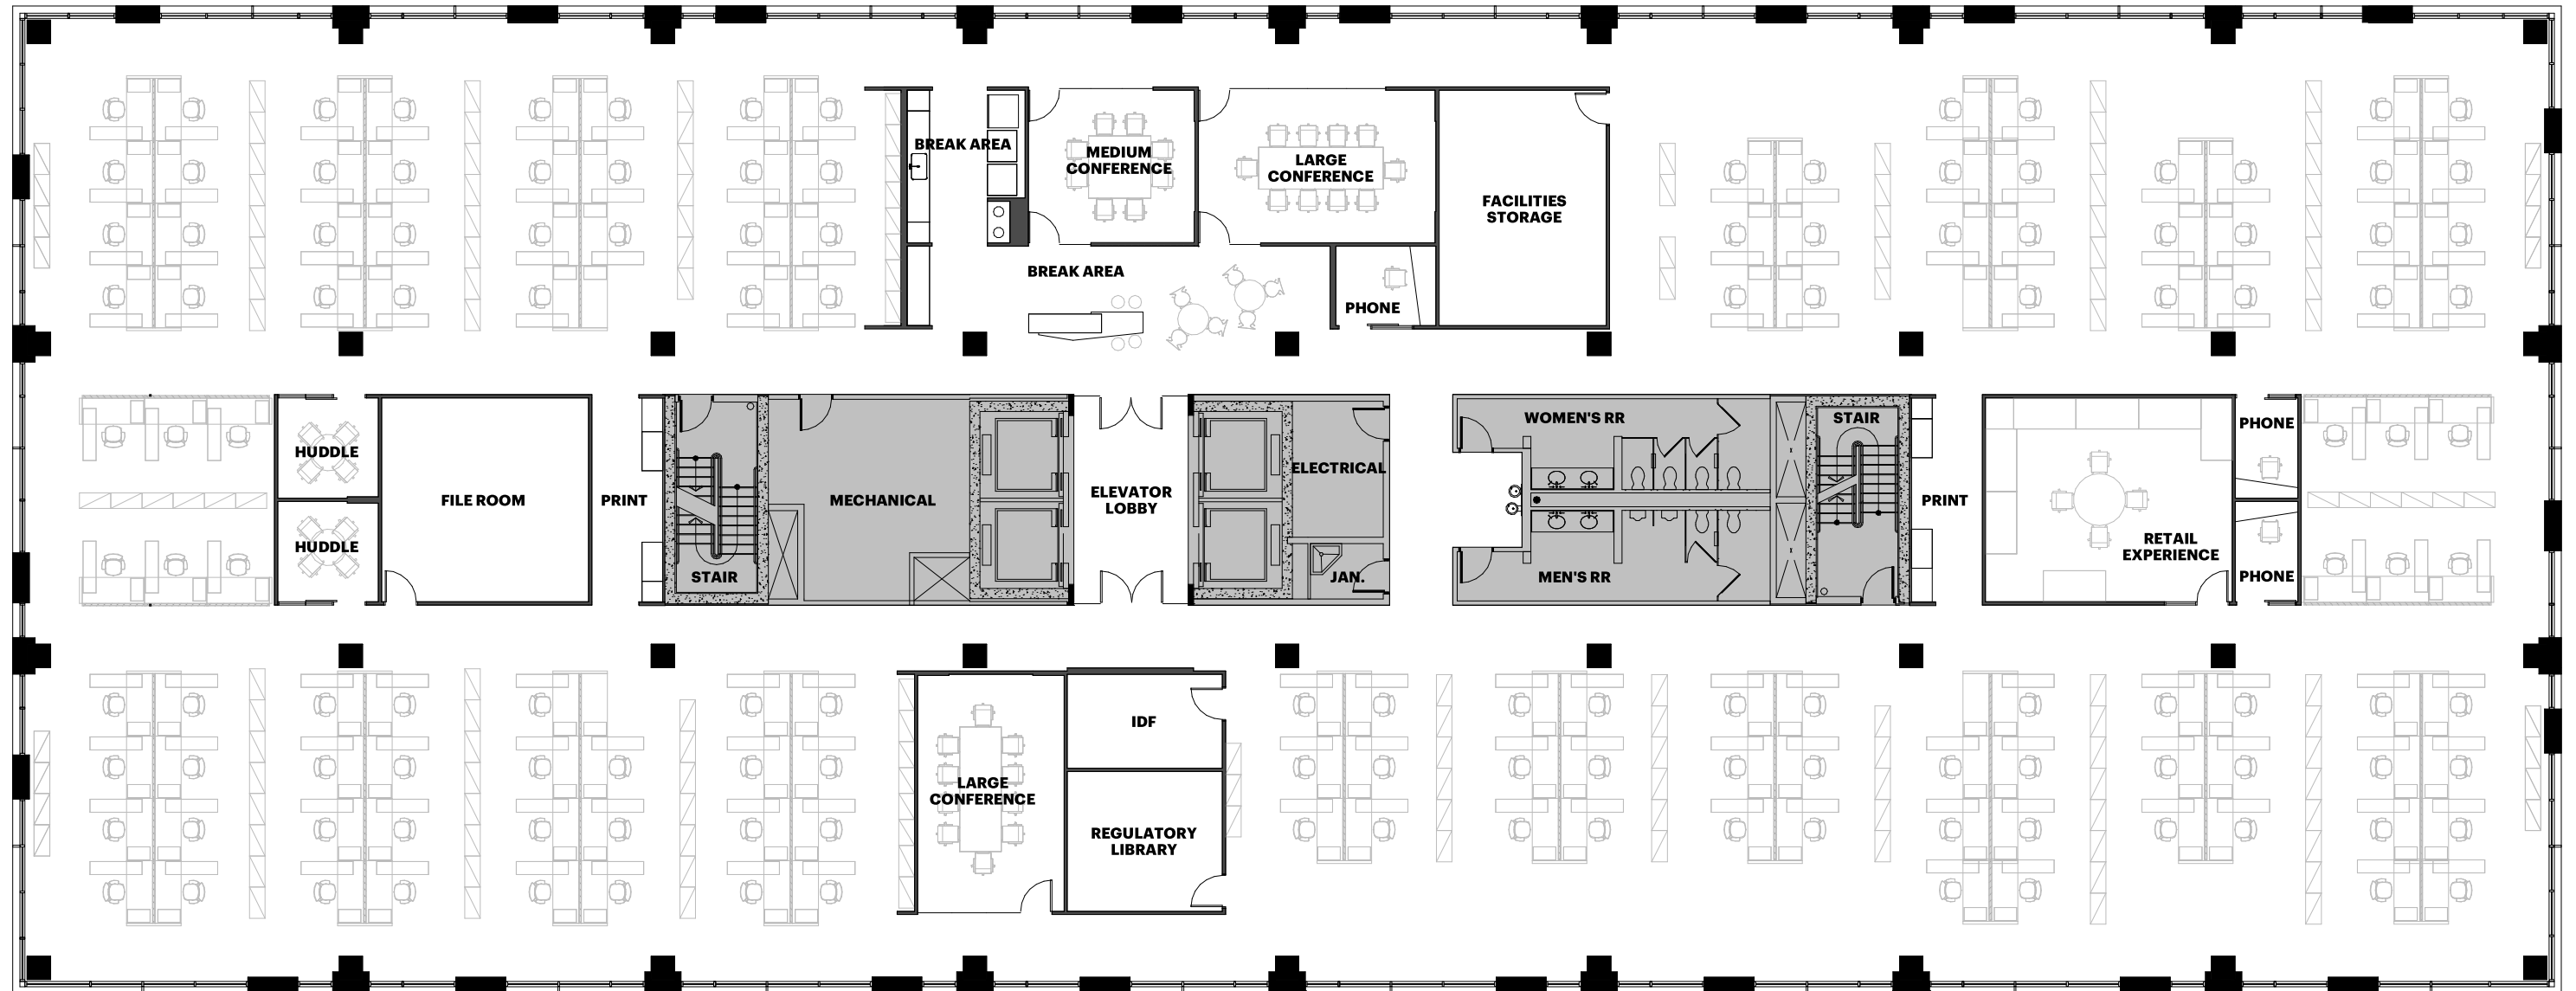 BREAK AREA
MEDIUM
CONFERENCE
LARGE
CONFERENCE
FACILITIES
STORAGE
BREAK AREA
PHONE
HUDDLE
HUDDLE
FILE ROOM
PRINT
STAIR
MECHANICAL
ELEVATOR
LOBBY
ELECTRICAL
JAN.
WOMEN'S RR
MEN'S RR
STAIR
PRINT
RETAIL
EXPERIENCE
PHONE
PHONE
LARGE
CONFERENCE
IDF
REGULATORY
LIBRARY